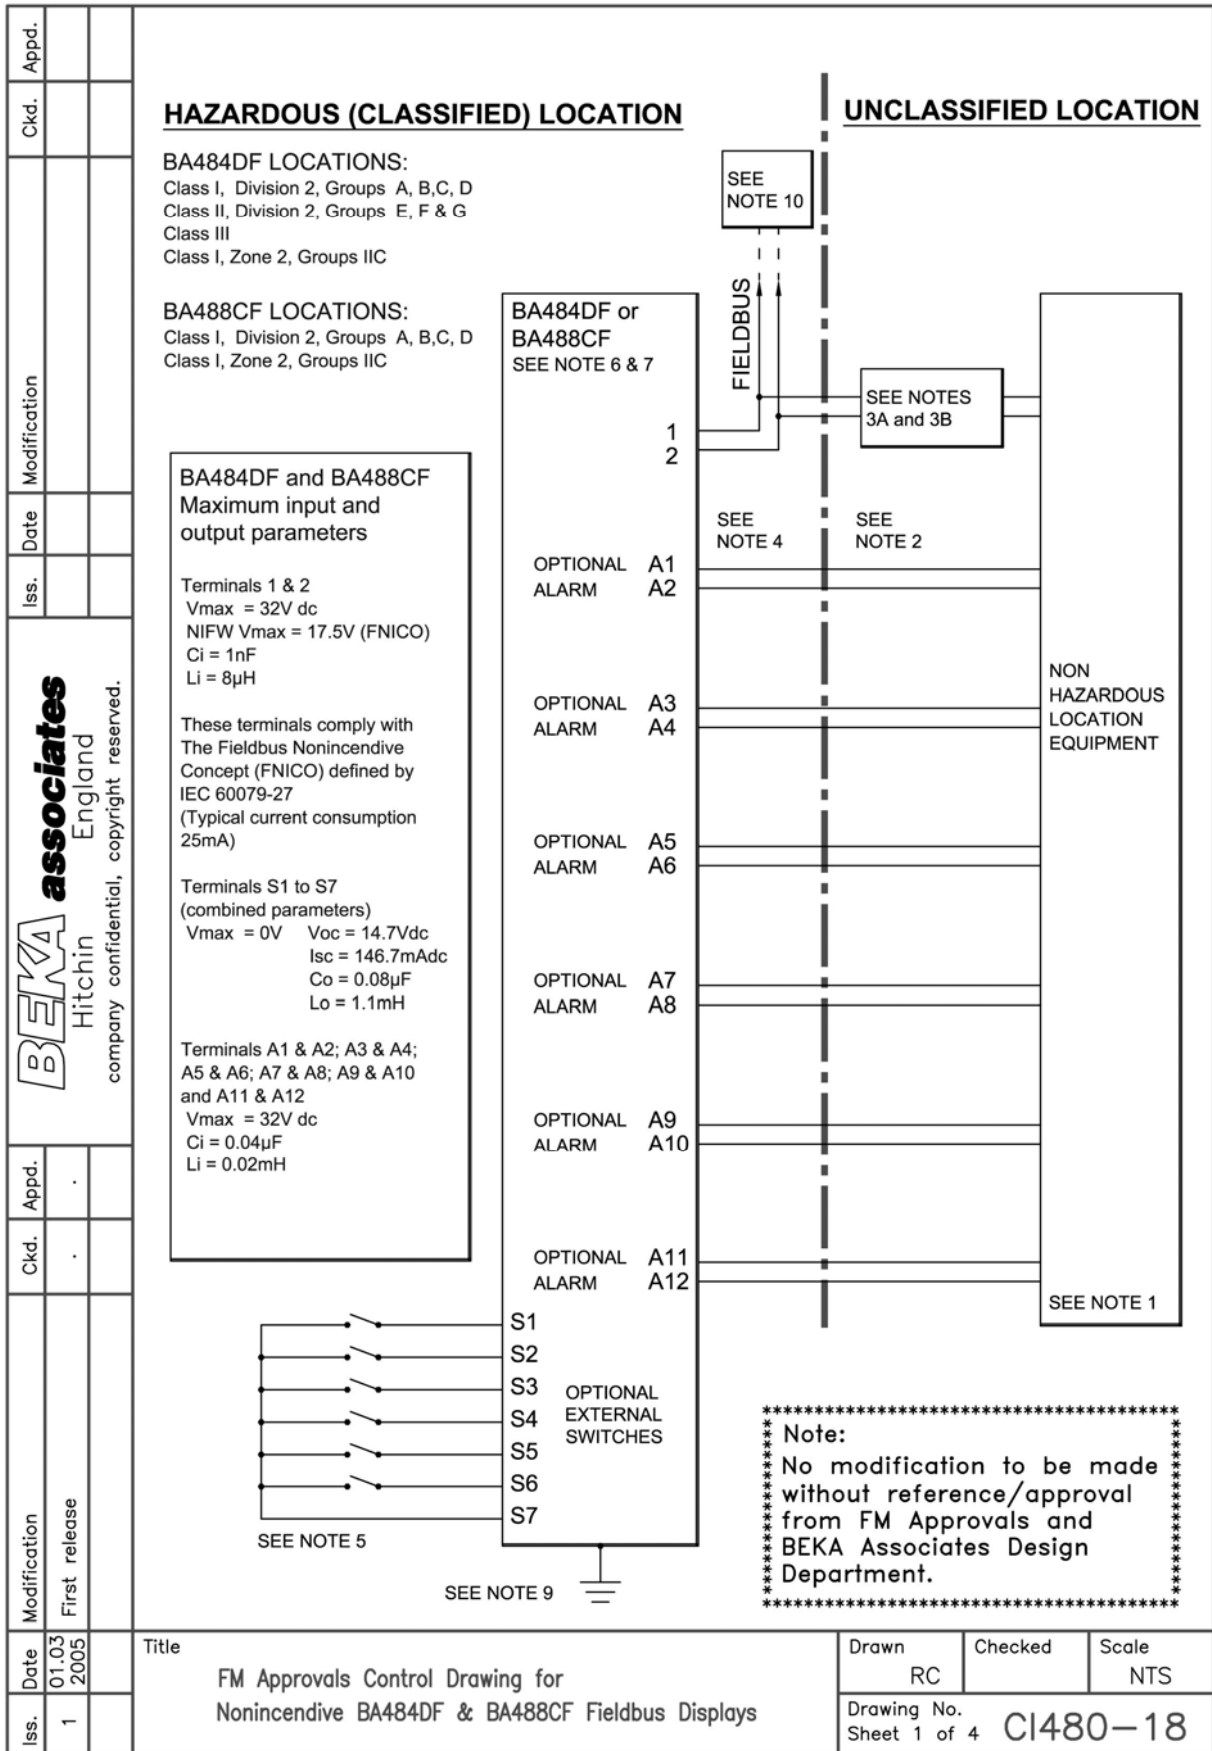 HAZARDOUS (CLASSIFIED) LOCATION
UNCLASSIFIED LOCATION
BA484DF LOCATIONS:
Class I, Division 2, Groups A, B,C, D
Class II, Division 2, Groups E, F & G
Class III
Class I, Zone 2, Groups IIC
BA488CF LOCATIONS:
Class I, Division 2, Groups A, B,C, D
Class I, Zone 2, Groups IIC
SEE
NOTE 10
FIELDBUS
BA484DF or
BA488CF
SEE NOTE 6 & 7
1
2
SEE NOTES
3A and 3B
SEE
NOTE 4
SEE
NOTE 2
BA484DF and BA488CF
Maximum input and
output parameters
Terminals 1 & 2
Vmax = 32V dc
NIFW Vmax = 17.5V (FNICO)
Ci = 1nF
Li = 8µH
These terminals comply with
The Fieldbus Nonincendive
Concept (FNICO) defined by
IEC 60079-27
(Typical current consumption
25mA)
Terminals S1 to S7
(combined parameters)
Vmax = 0V Voc = 14.7Vdc
Isc = 146.7mAdc
Co = 0.08µF
Lo = 1.1mH
Terminals A1 & A2; A3 & A4;
A5 & A6; A7 & A8; A9 & A10
and A11 & A12
Vmax = 32V dc
Ci = 0.04µF
Li = 0.02mH
OPTIONAL A1
ALARM A2
OPTIONAL A3
ALARM A4
OPTIONAL A5
ALARM A6
OPTIONAL A7
ALARM A8
OPTIONAL A9
ALARM A10
OPTIONAL A11
ALARM A12
NON
HAZARDOUS
LOCATION
EQUIPMENT
SEE NOTE 1
S1
S2
S3
S4
S5
S6
S7
OPTIONAL
EXTERNAL
SWITCHES
SEE NOTE 5
SEE NOTE 9
Note:
No modification to be made
without reference/approval
from FM Approvals and
BEKA Associates Design
Department.
Title
FM Approvals Control Drawing for
Nonincendive BA484DF & BA488CF Fieldbus Displays
Drawn
RC
Checked
Scale
NTS
Drawing No.
Sheet 1 of 4 CI480-18
Iss. Date Modification Ckd. Appd.
1 01.03 2005 First release . .
BEKA associates
Hitchin England
company confidential, copyright reserved.
Iss. Date Modification Ckd. Appd.